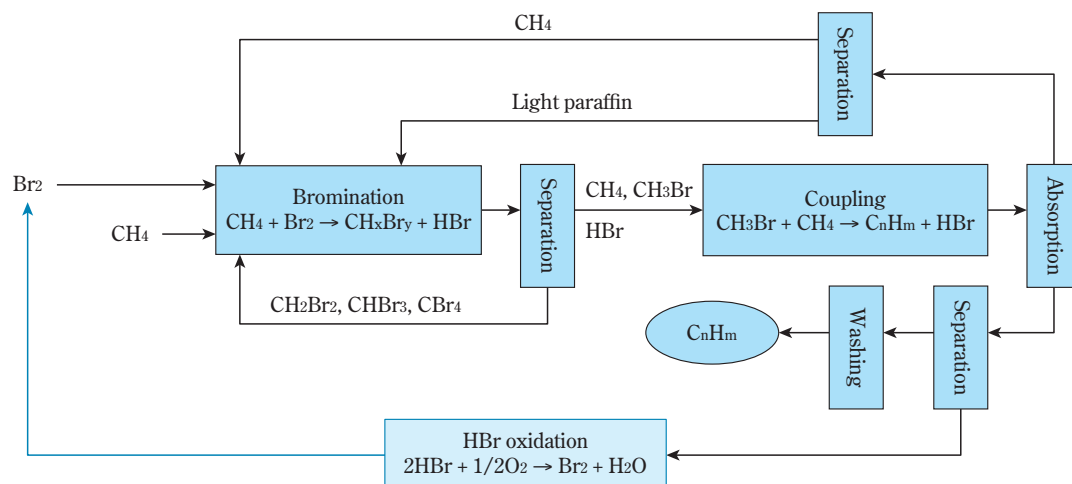 CH4
Separation
Light paraffin
Br2
CH4
Bromination
CH4 + Br2 → CHxBry + HBr
Separation
CH4, CH3Br
HBr
Coupling
CH3Br + CH4 → CnHm + HBr
Absorption
CH2Br2, CHBr3, CBr4
CnHm
Washing
Separation
HBr oxidation
2HBr + 1/2O2 → Br2 + H2O